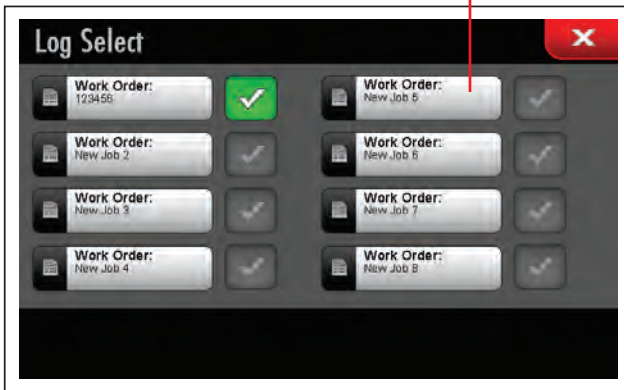 Log Select
Work Order:
123456
Work Order:
New Job 2
Work Order:
New Job 3
Work Order:
New Job 4
Work Order:
New Job 5
Work Order:
New Job 6
Work Order:
New Job 7
Work Order:
New Job 8